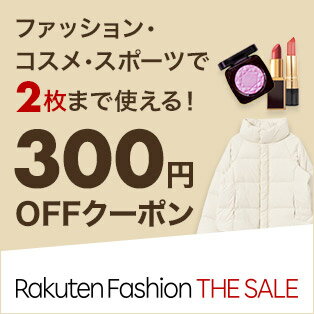 ファッション・
コスメ・スポーツで
2枚まで使える!
300円
OFFクーポン
Rakuten Fashion THE SALE